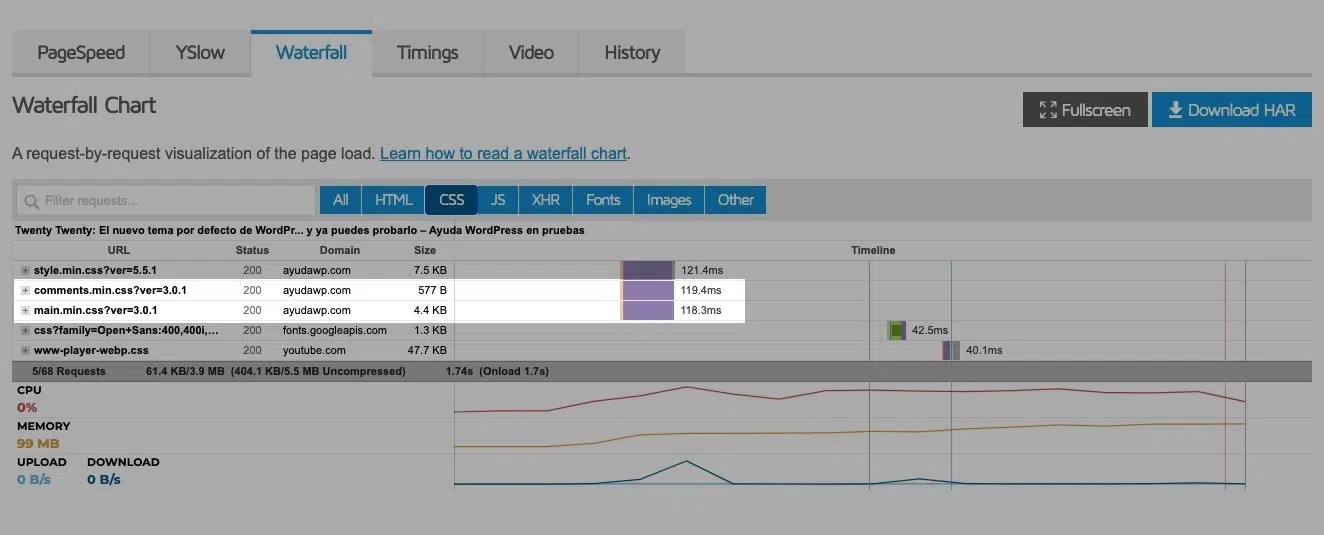 PageSpeed YSlow Waterfall Timings Video History
Waterfall Chart
Fullscreen Download HAR
A request-by-request visualization of the page load. Learn how to read a waterfall chart.
Filter requests... All HTML CSS JS XHR Fonts Images Other
Twenty Twenty: El nuevo tema por defecto de WordPr... y ya puedes probarlo – Ayuda WordPress en pruebas
URL Status Domain Size Timeline
style.min.css?ver=5.5.1 200 ayudawp.com 7.5 KB 121.4ms
comments.min.css?ver=3.0.1 200 ayudawp.com 577 B 119.4ms
main.min.css?ver=3.0.1 200 ayudawp.com 4.4 KB 118.3ms
css?family=Open+Sans:400,400i,... 200 fonts.googleapis.com 1.3 KB 42.5ms
www-player-webp.css 200 youtube.com 47.7 KB 40.1ms
5/68 Requests 61.4 KB/3.9 MB (404.1 KB/5.5 MB Uncompressed) 1.74s (Onload 1.7s)
CPU
0%
MEMORY
99 MB
UPLOAD DOWNLOAD
0 B/s 0 B/s